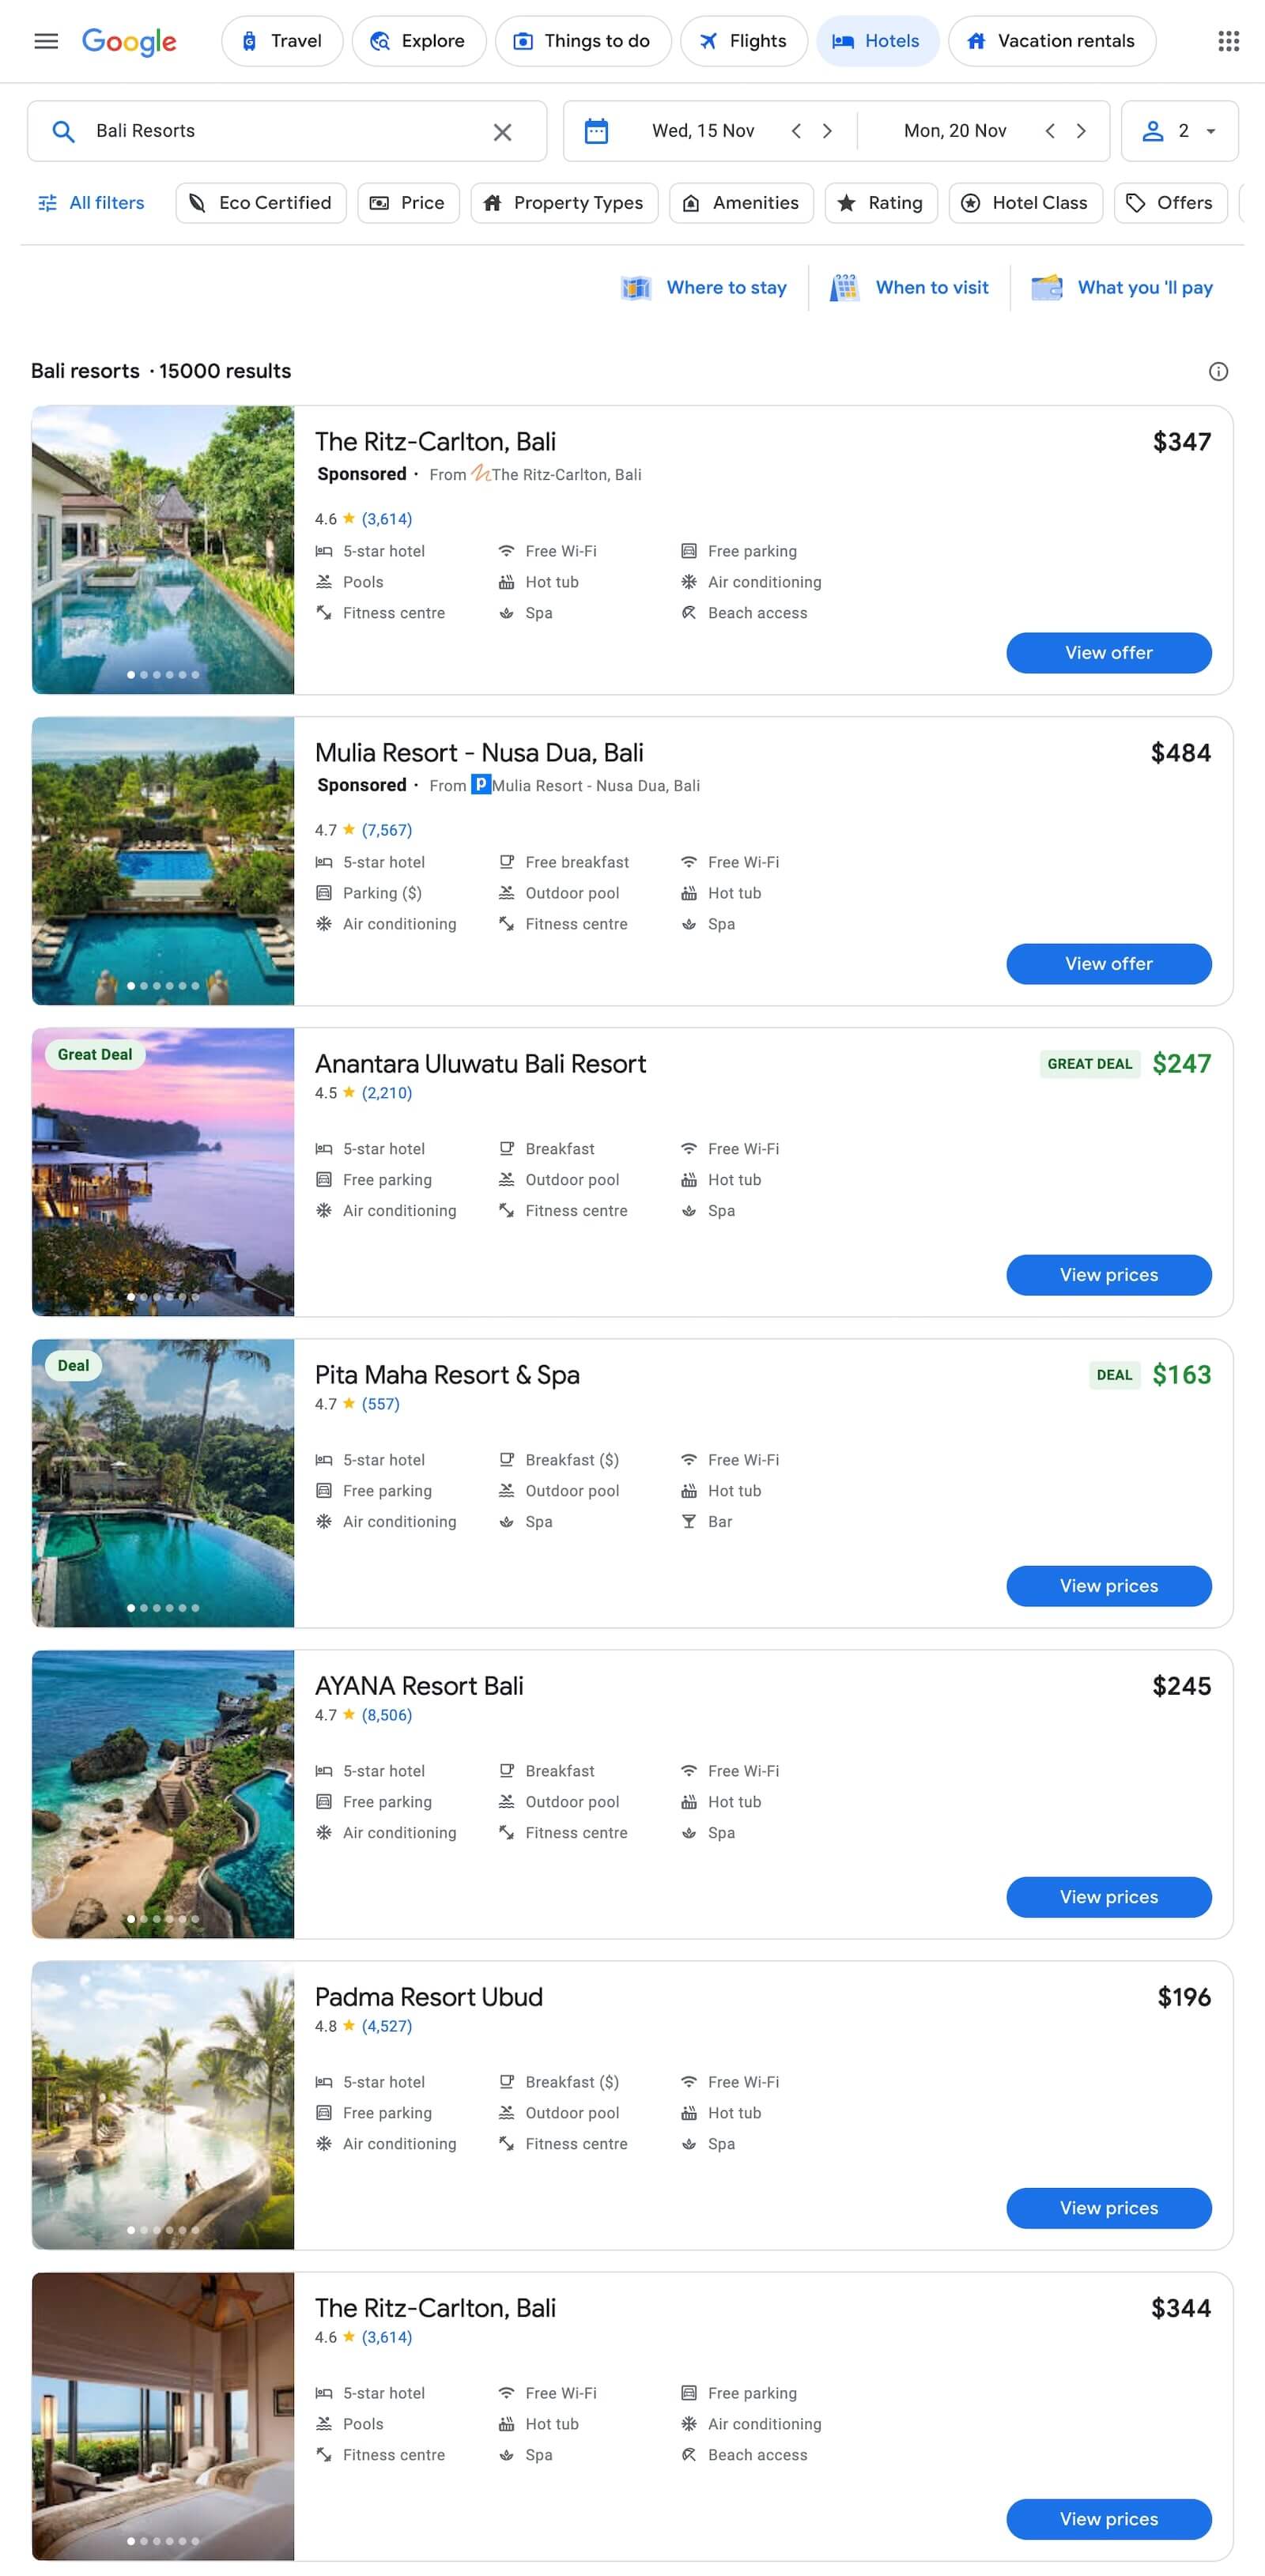 Google Travel Explore Things to do Flights Hotels Vacation rentals
Bali Resorts Wed, 15 Nov Mon, 20 Nov 2
All filters Eco Certified Price Property Types Amenities Rating Hotel Class Offers
Where to stay When to visit What you 'll pay
Bali resorts · 15000 results
The Ritz-Carlton, Bali $347
Sponsored · From The Ritz-Carlton, Bali
4.6 ★ (3,614)
5-star hotel Free Wi-Fi Free parking
Pools Hot tub Air conditioning
Fitness centre Spa Beach access
View offer
Mulia Resort - Nusa Dua, Bali $484
Sponsored · From P Mulia Resort - Nusa Dua, Bali
4.7 ★ (7,567)
5-star hotel Free breakfast Free Wi-Fi
Parking ($) Outdoor pool Hot tub
Air conditioning Fitness centre Spa
View offer
Great Deal
Anantara Uluwatu Bali Resort GREAT DEAL $247
4.5 ★ (2,210)
5-star hotel Breakfast Free Wi-Fi
Free parking Outdoor pool Hot tub
Air conditioning Fitness centre Spa
View prices
Deal
Pita Maha Resort & Spa DEAL $163
4.7 ★ (557)
5-star hotel Breakfast ($) Free Wi-Fi
Free parking Outdoor pool Hot tub
Air conditioning Spa Bar
View prices
AYANA Resort Bali $245
4.7 ★ (8,506)
5-star hotel Breakfast Free Wi-Fi
Free parking Outdoor pool Hot tub
Air conditioning Fitness centre Spa
View prices
Padma Resort Ubud $196
4.8 ★ (4,527)
5-star hotel Breakfast ($) Free Wi-Fi
Free parking Outdoor pool Hot tub
Air conditioning Fitness centre Spa
View prices
The Ritz-Carlton, Bali $344
4.6 ★ (3,614)
5-star hotel Free Wi-Fi Free parking
Pools Hot tub Air conditioning
Fitness centre Spa Beach access
View prices